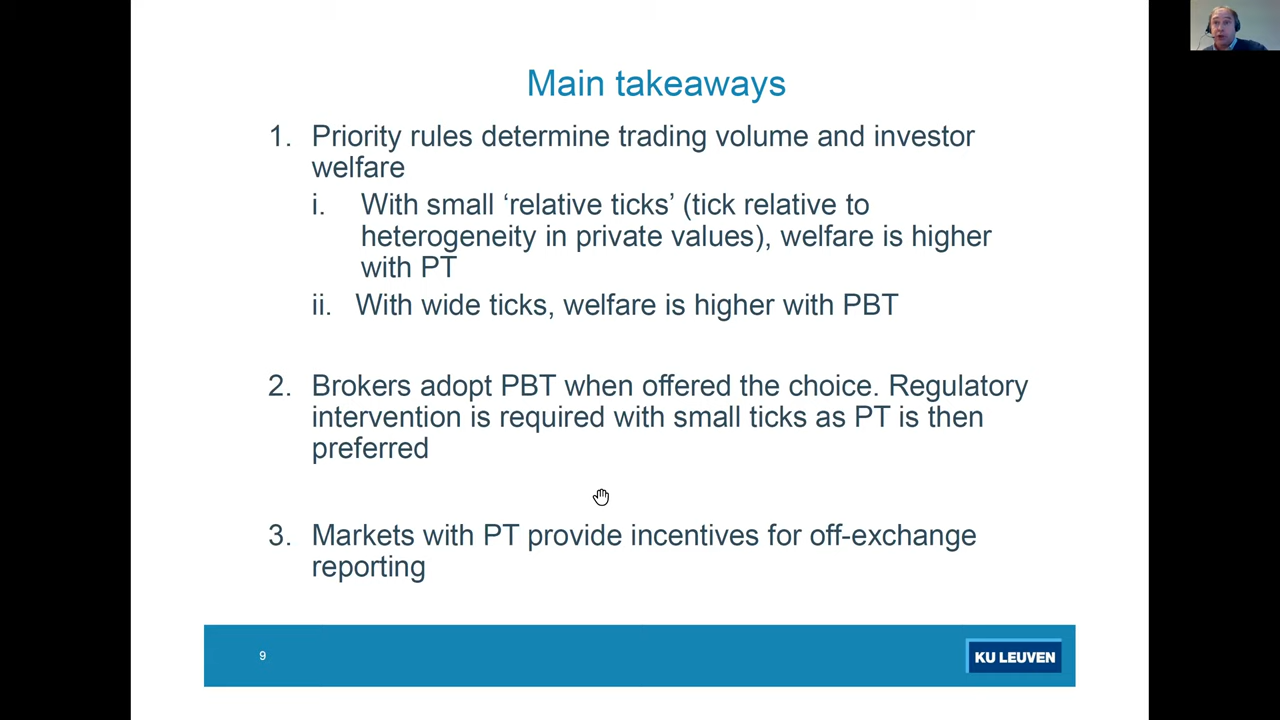 Main takeaways
1. Priority rules determine trading volume and investor
welfare
i. With small ‘relative ticks’ (tick relative to
heterogeneity in private values), welfare is higher
with PT
ii. With wide ticks, welfare is higher with PBT
2. Brokers adopt PBT when offered the choice. Regulatory
intervention is required with small ticks as PT is then
preferred
3. Markets with PT provide incentives for off-exchange
reporting
9
KU LEUVEN